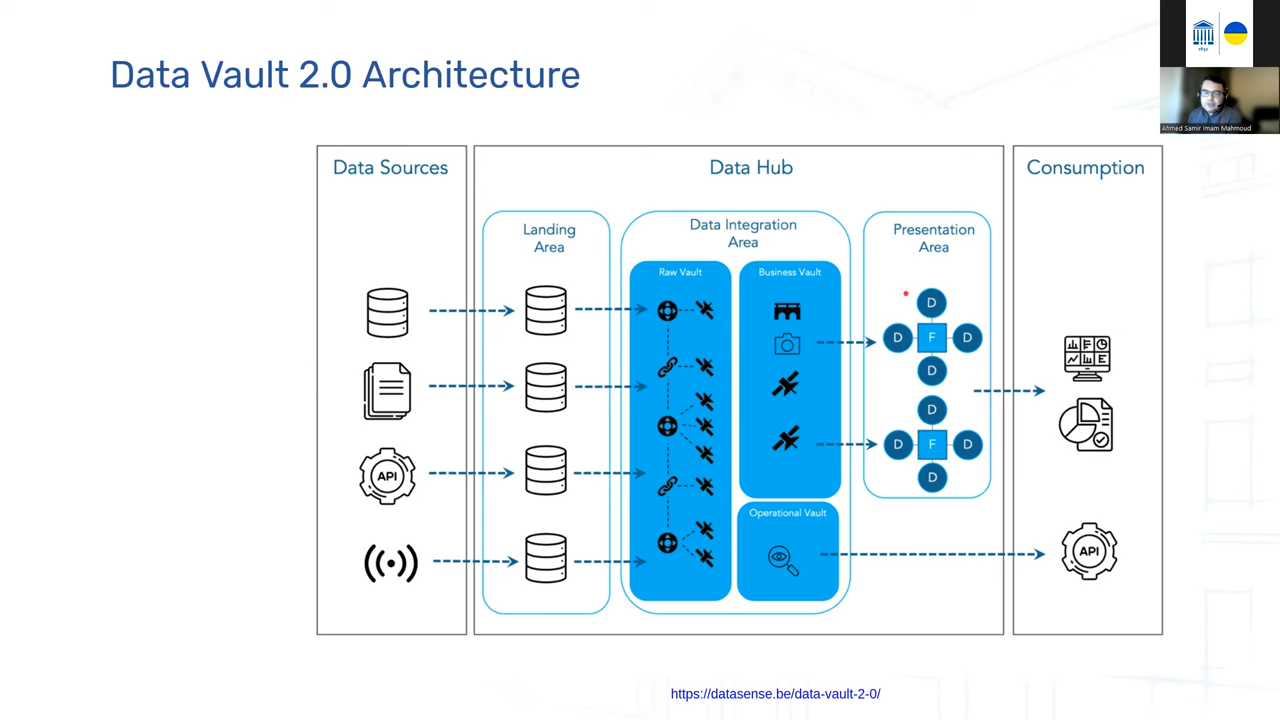 Data Vault 2.0 Architecture
1632
Ahmed Samir Imam Mahmoud
Data Sources
Data Hub
Consumption
Landing
Area
Data Integration
Area
Presentation
Area
Raw Vault
Business Vault
D
D
F
D
D
D
D
F
D
D
API
Operational Vault
API
https://datasense.be/data-vault-2-0/